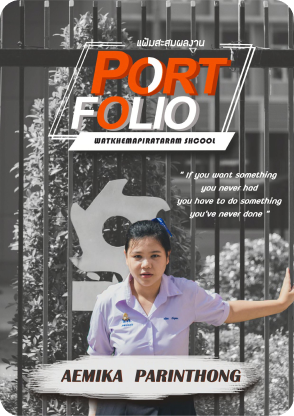 แฟ้มสะสมผลงาน
PORT
FOLIO
WATKHEMAPIRATARAM SHCOOL
" If you want something
you never had
you have to do something
you've never done "
AEMIKA PARINTHONG